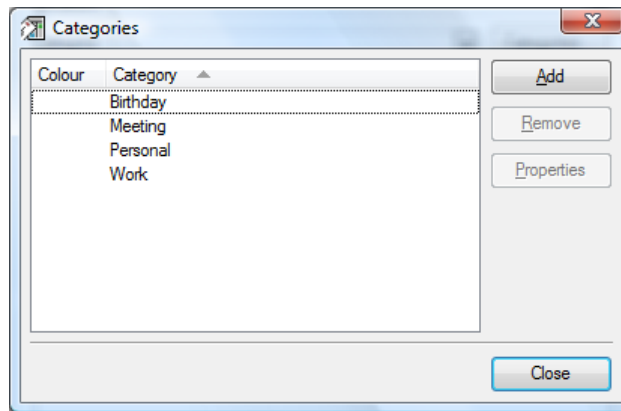 Categories
Colour Category
Birthday
Meeting
Personal
Work
Add
Remove
Properties
Close